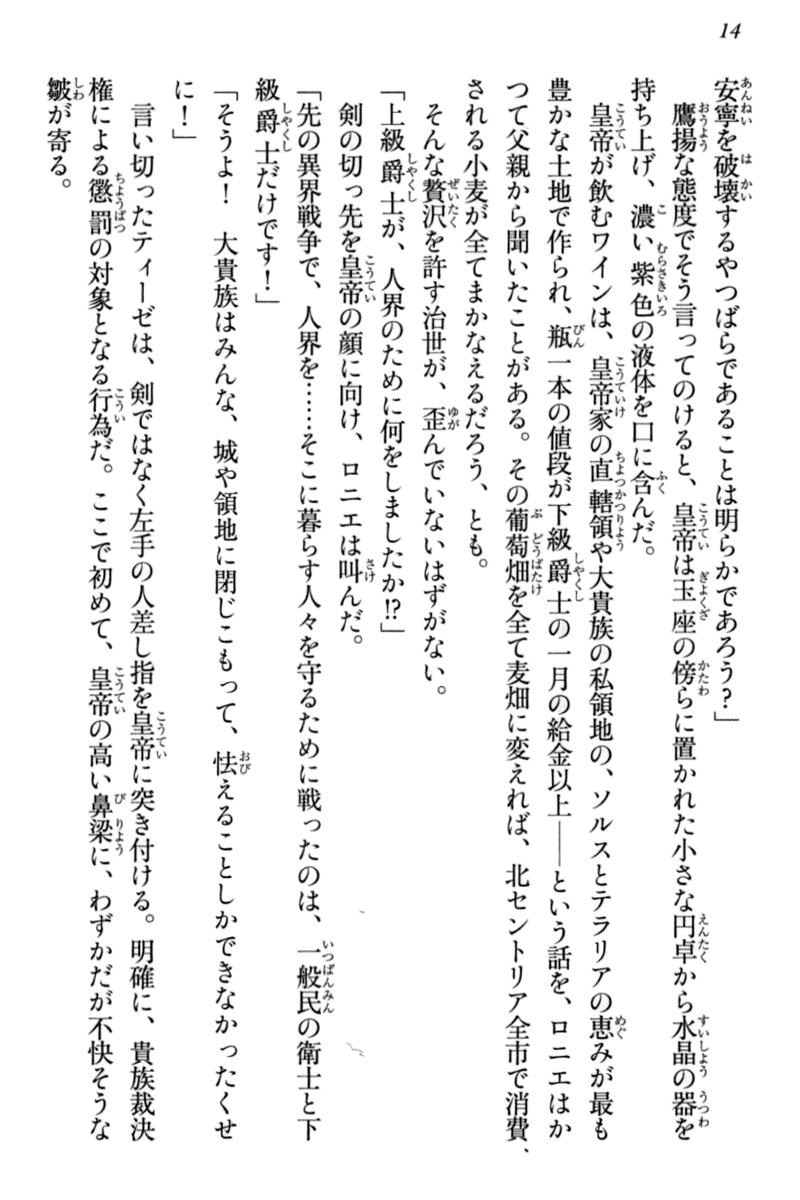 14
安寧を破壊するやつばらであることは明らかであろう？」
鷹揚な態度でそう言ってのけると、皇帝は玉座の傍らに置かれた小さな円卓から水晶の器を
持ち上げ、濃い紫色の液体を口に含んだ。
皇帝が飲むワインは、皇帝家の直轄領や大貴族の私領地の、ソルスとテラリアの恵みが最も
豊かな土地で作られ、瓶一本の値段が下級爵士の一月の給金以上――という話を、ロニエはか
つて父親から聞いたことがある。その葡萄畑を全て麦畑に変えれば、北セントリア全市で消費
される小麦が全てまかなえるだろう、とも。
そんな贅沢を許す治世が、歪んでいないはずがない。
「上級爵士が、人界のために何をしましたか!?」
剣の切っ先を皇帝の顔に向け、ロニエは叫んだ。
「先の異界戦争で、人界を……そこに暮らす人々を守るために戦ったのは、一般民の衛士と下
級爵士だけです！」
「そうよ！　大貴族はみんな、城や領地に閉じこもって、怯えることしかできなかったくせ
に！」
言い切ったティーゼは、剣ではなく左手の人差し指を皇帝に突き付ける。明確に、貴族裁決
権による懲罰の対象となる行為だ。ここで初めて、皇帝の高い鼻梁に、わずかだが不快そうな
皺が寄る。